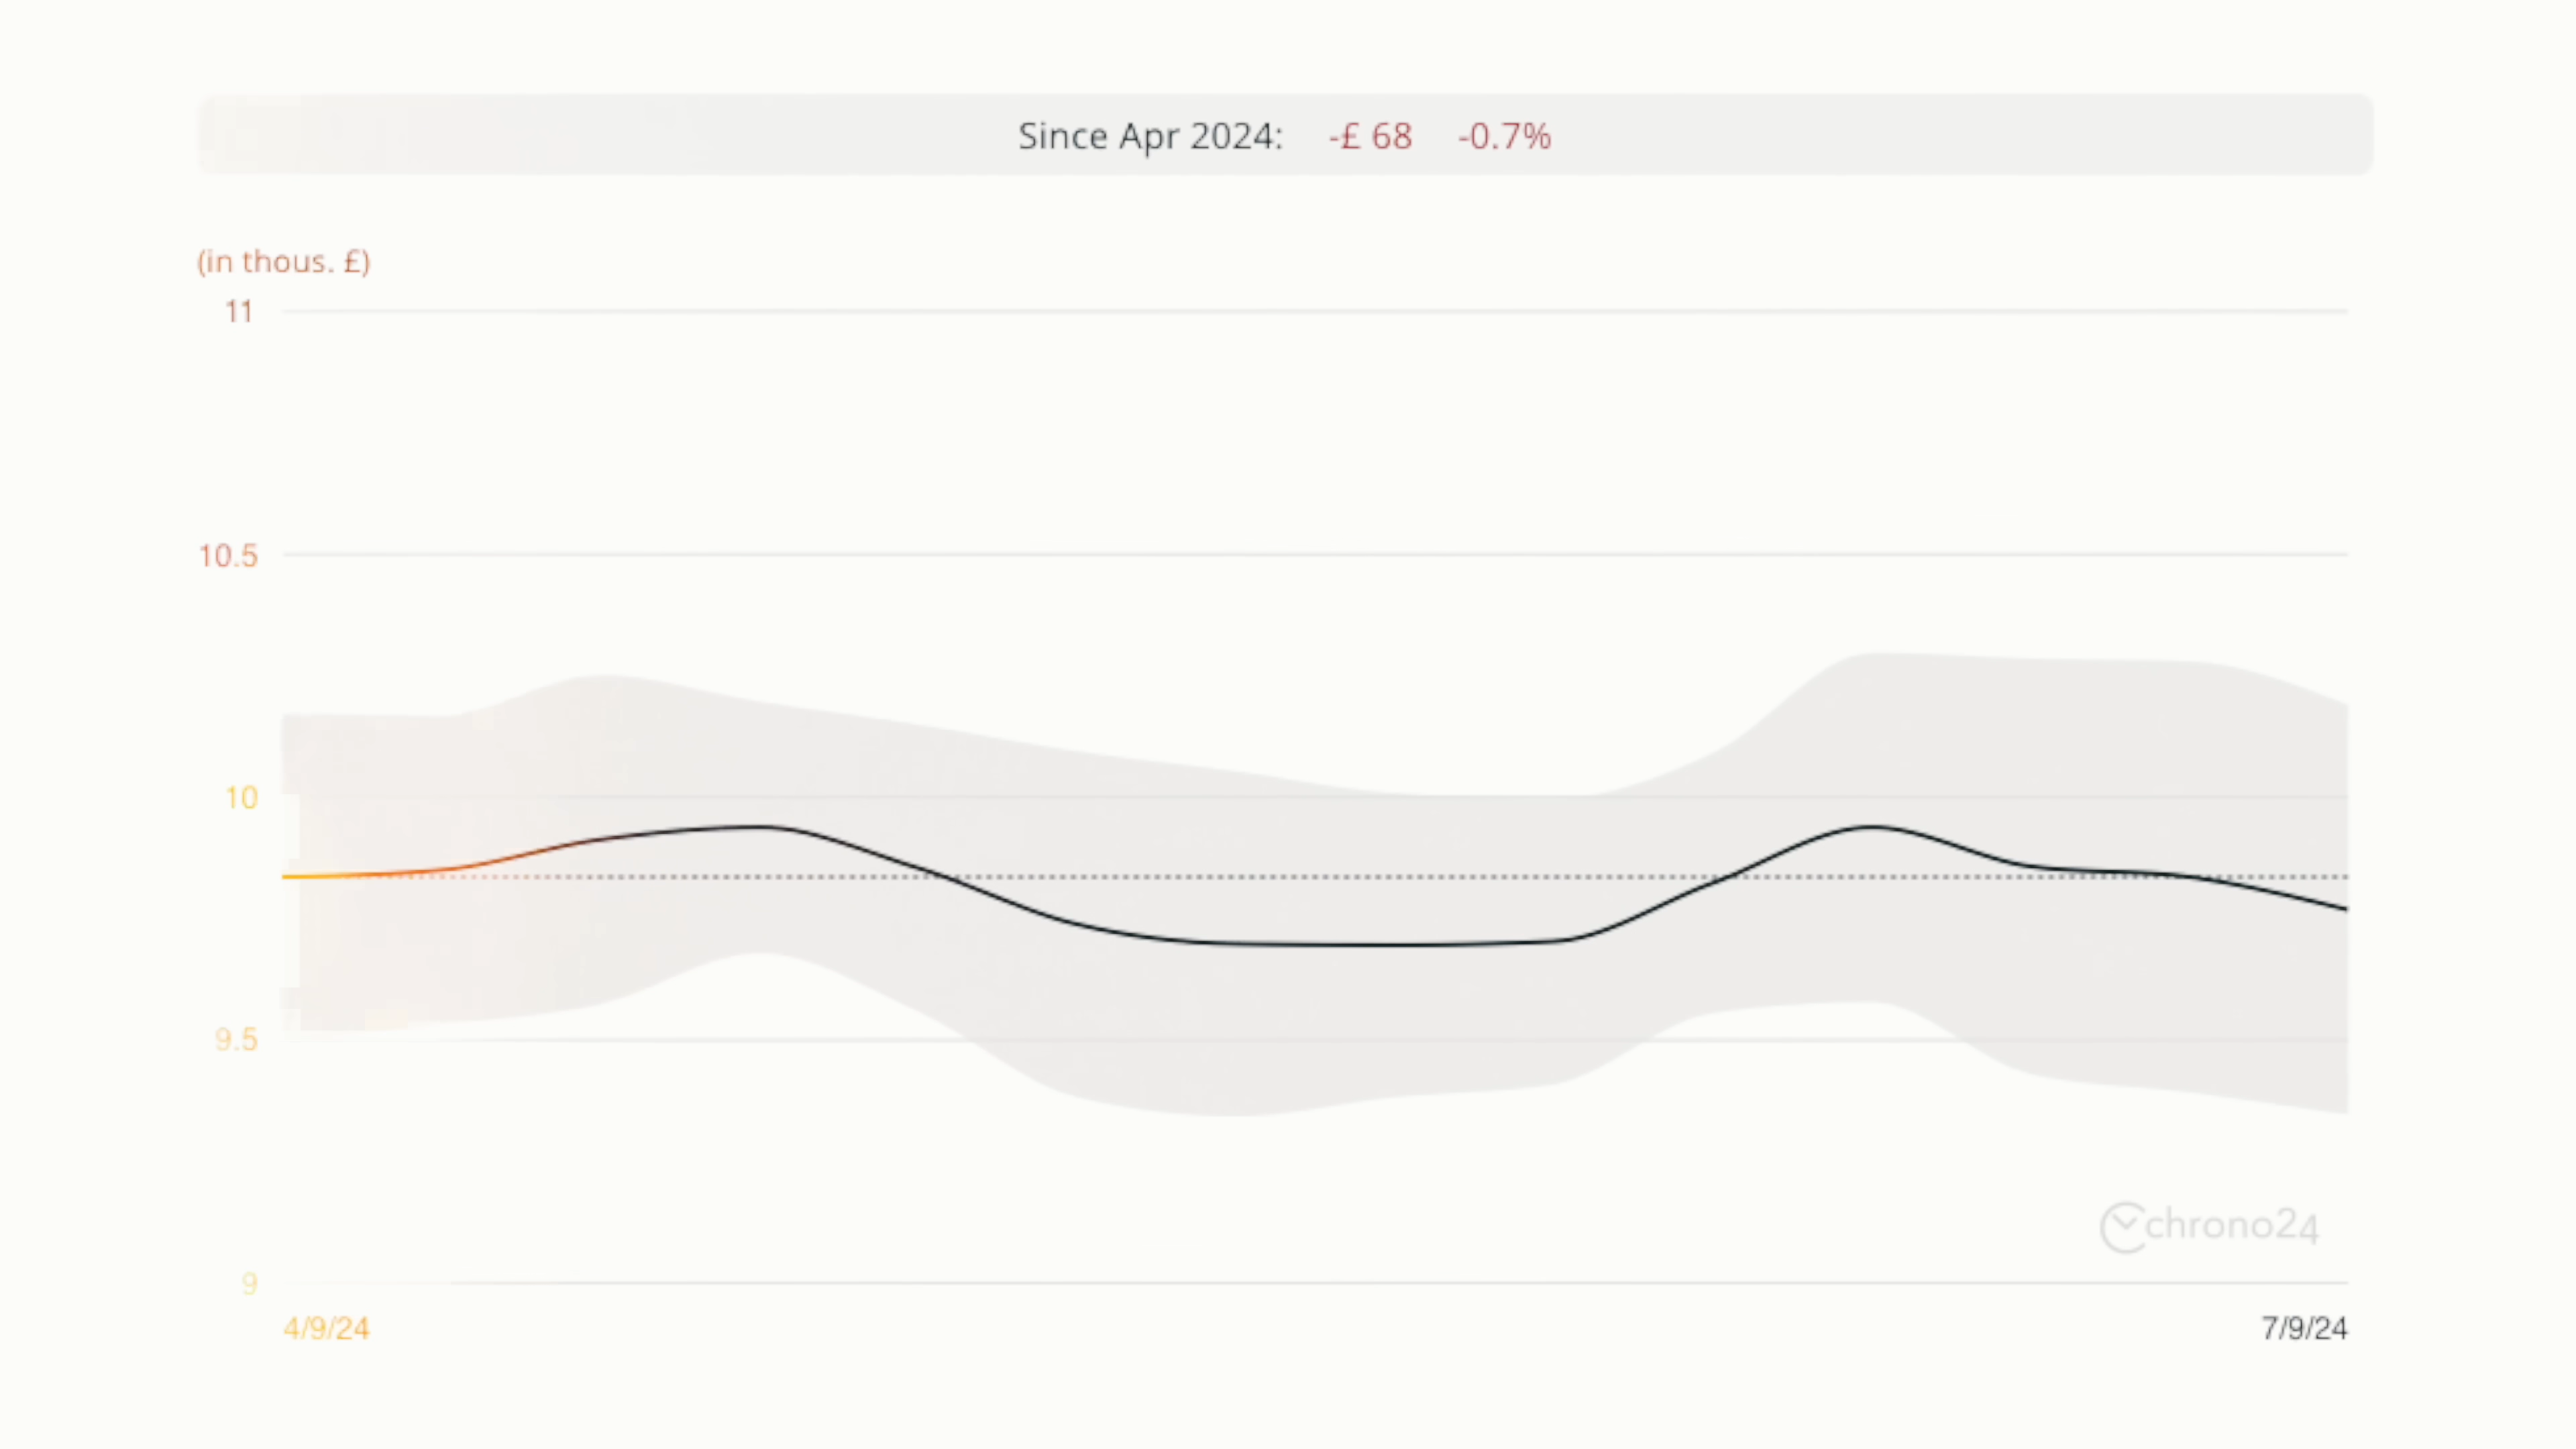 Since Apr 2024: -£ 68 -0.7%
(in thous. £)
11
10.5
10
9.5
9
chrono24
4/9/24 7/9/24